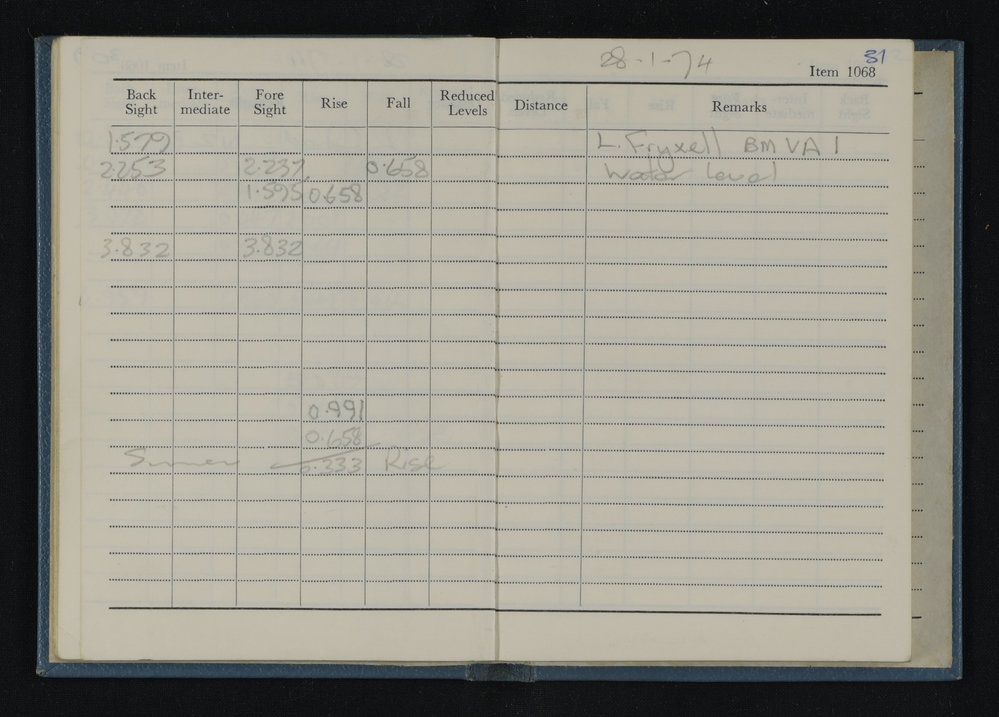 28-1-74 31
Item 1068
Back Sight Inter-mediate Fore Sight Rise Fall Reduced Levels Distance Remarks
1.579 L. Fryxell BM VA 1
2.253 2.237 0.658 Water level
1.595 0.658
3.832 3.832
0.991
0.658
Summer 0.333 Rise